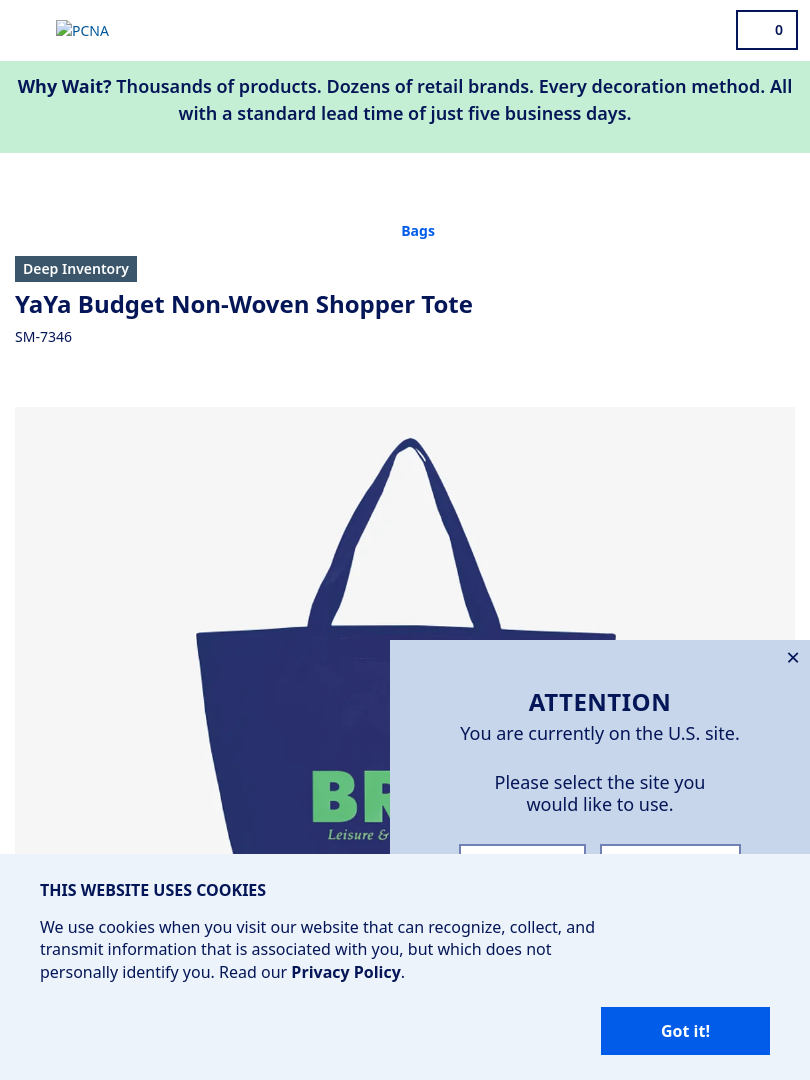 PCNA
0
Why Wait? Thousands of products. Dozens of retail brands. Every decoration method. All
with a standard lead time of just five business days.
Bags
Deep Inventory
YaYa Budget Non-Woven Shopper Tote
SM-7346
ATTENTION
You are currently on the U.S. site.
Please select the site you
would like to use.
Leisure &
THIS WEBSITE USES COOKIES
We use cookies when you visit our website that can recognize, collect, and
transmit information that is associated with you, but which does not
personally identify you. Read our Privacy Policy.
Got it!